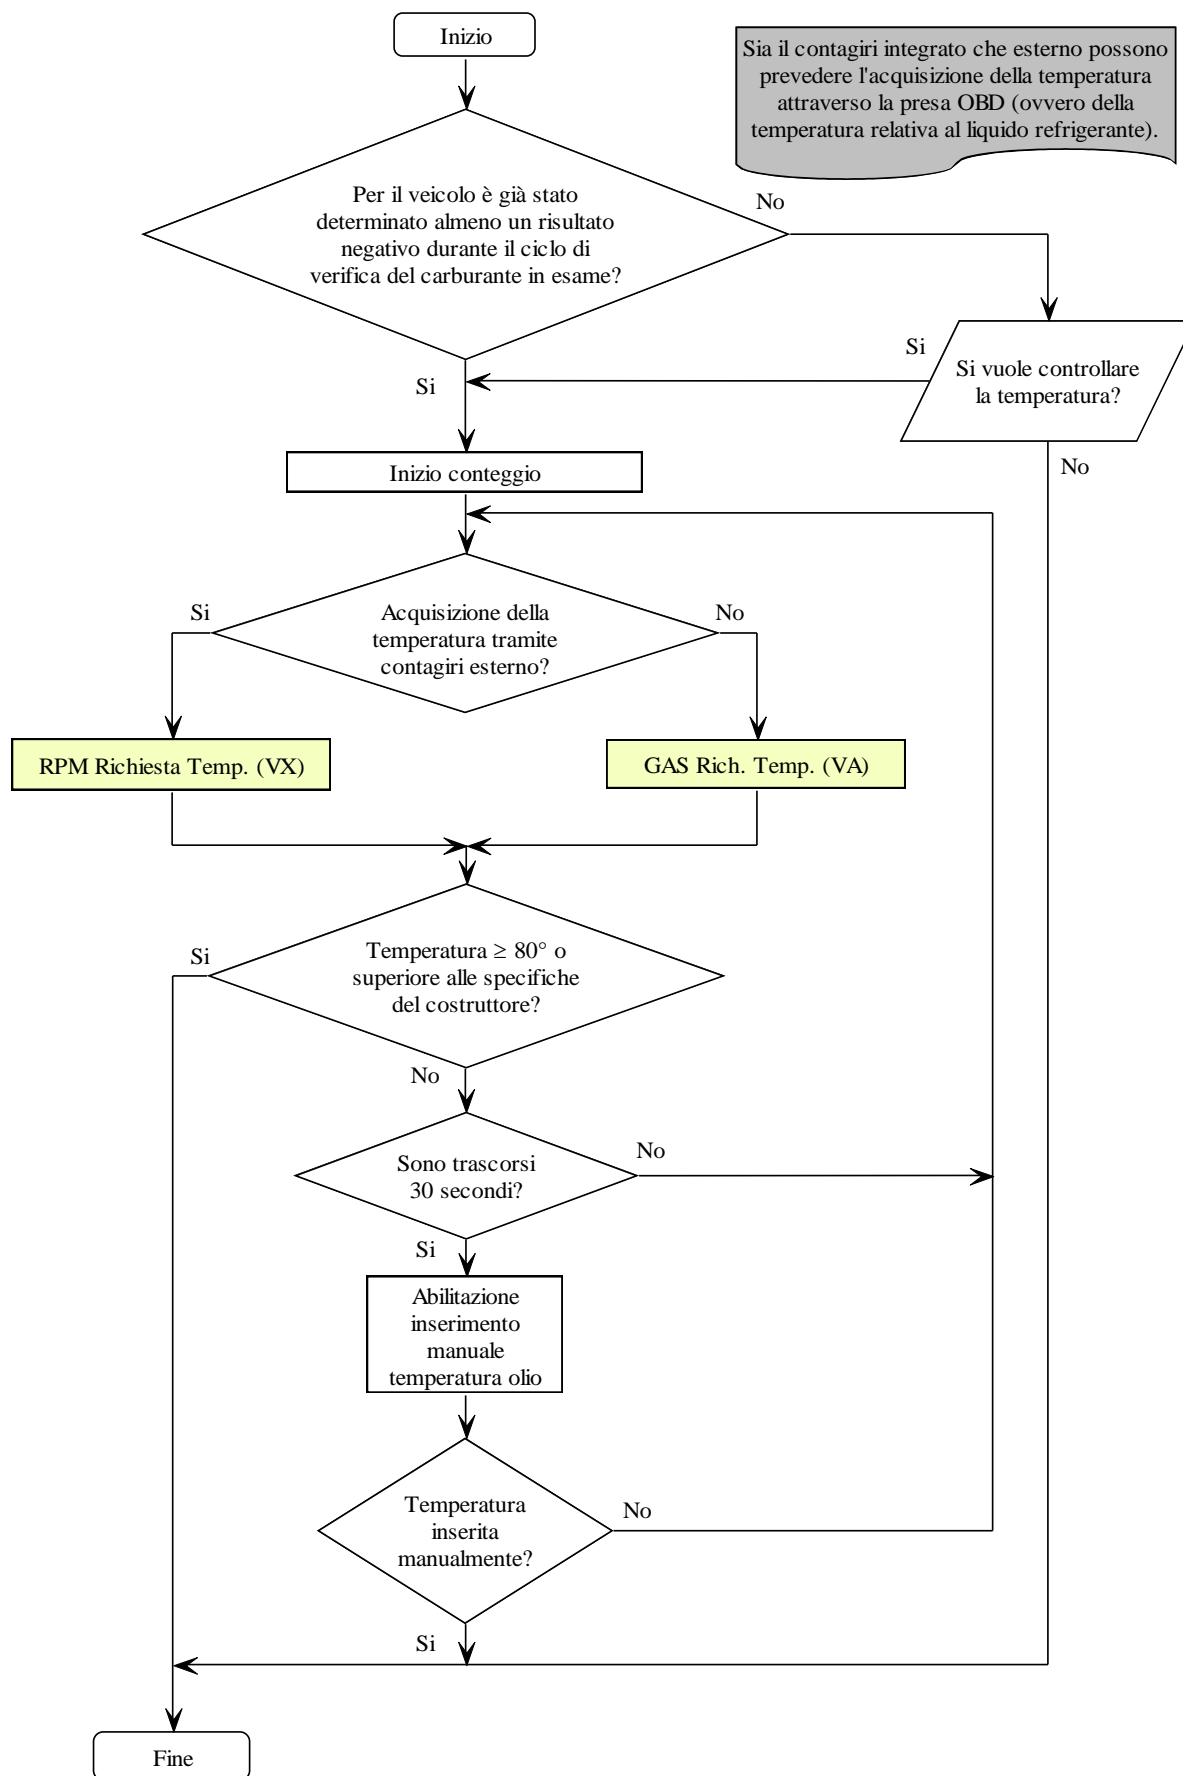 Inizio
Sia il contagiri integrato che esterno possono
prevedere l'acquisizione della temperatura
attraverso la presa OBD (ovvero della
temperatura relativa al liquido refrigerante).
Per il veicolo è già stato
determinato almeno un risultato
negativo durante il ciclo di
verifica del carburante in esame?
No
Si
Si vuole controllare
la temperatura?
Si
No
Inizio conteggio
Si
Acquisizione della
temperatura tramite
contagiri esterno?
No
RPM Richiesta Temp. (VX)
GAS Rich. Temp. (VA)
Si
Temperatura ≥ 80° o
superiore alle specifiche
del costruttore?
No
Sono trascorsi
30 secondi?
No
Si
Abilitazione
inserimento
manuale
temperatura olio
Temperatura
inserita
manualmente?
No
Si
Fine